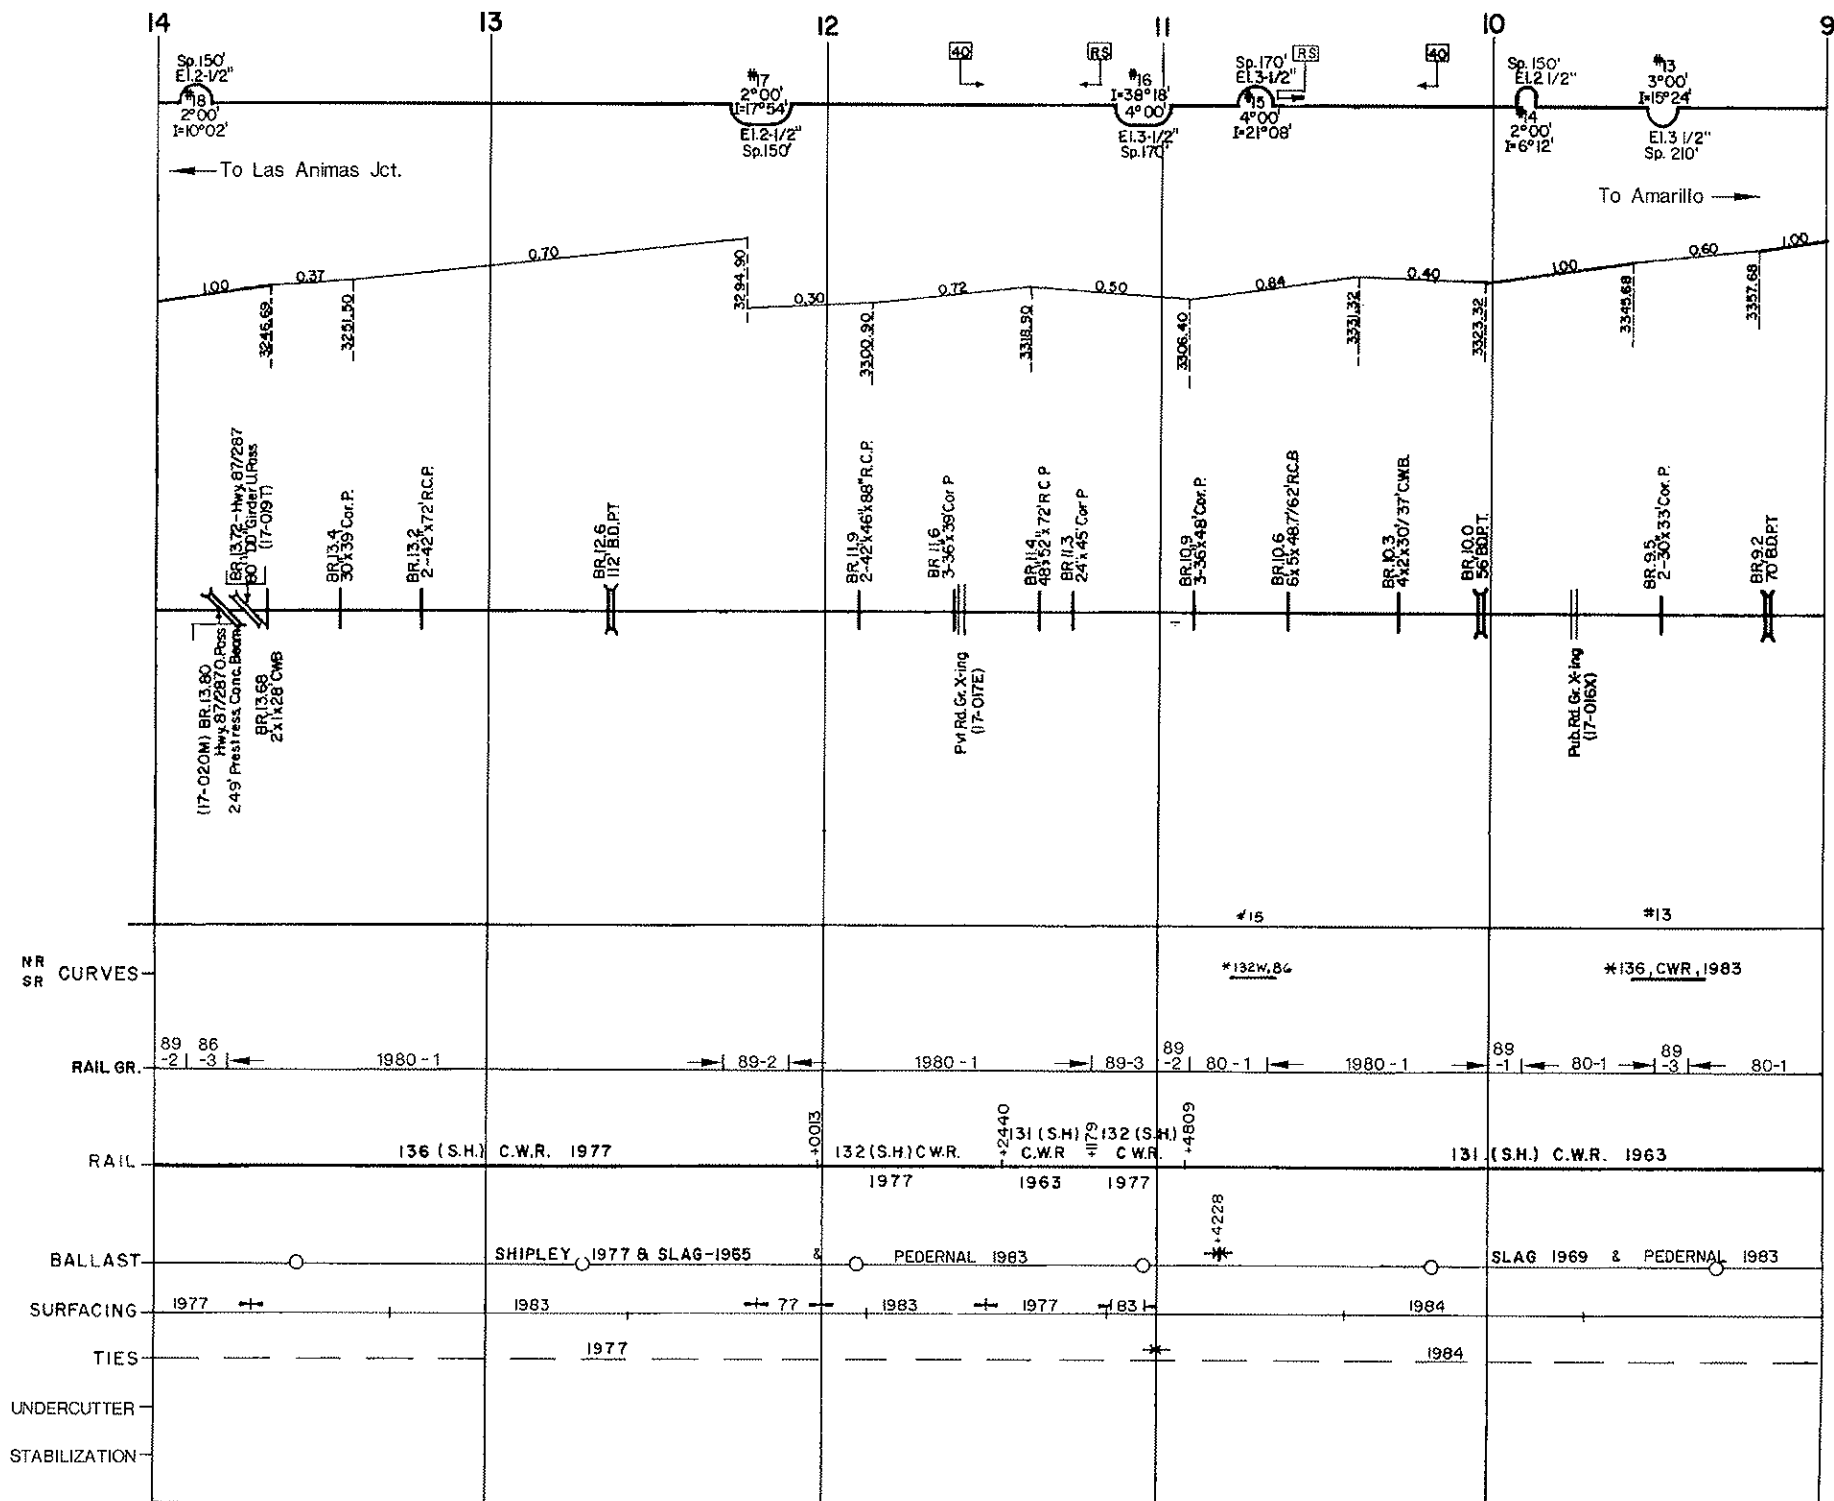 14 13 12 11 10 9
Sp.150'
El.2-1/2"
#18
2°00'
I=10°02'
#17
2°00'
I=17°54'
El.2-1/2"
Sp.150'
40
RS
#16
I=38°18'
4°00'
El.3-1/2"
Sp.170'
Sp.170'
El.3-1/2"
#15
4°00'
I=21°08'
RS
40
Sp.150'
El.2 1/2"
#14
2°00'
I=6°12'
#13
3°00'
I=15°24'
El.3 1/2"
Sp. 210'
To Las Animas Jct.
To Amarillo
1.00 0.37 0.70 0.30 0.72 0.50 0.84 0.40 1.00 0.60 1.00
3246.69
3251.50
3294.90
3300.90
3318.90
3306.40
3331.32
3323.32
3345.68
3357.68
BR.13.72-Hwy. 87/287
80' DD Girder U.Pass
(17-019T)
BR.13.4
30"x39' Cor. P.
BR.13.2
2-42"x72' R.C.P.
BR.12.6
112' B.D.P.T
BR. 11.9
2-42"x46'x88" R.C.P.
BR 11.6
3-36"x39' Cor P
BR.11.4
48"x52'x72' R C P
BR 11.3
24"x45' Cor P
BR.10.9
3-36"x48' Cor. P.
BR.10.6
6'x5'x48.7'/62' R.C.B
BR.10.3
4'x2'x30'/37' C.W.B.
BR.10.0
56' B.D.P.T.
BR.9.5
2-30"x33' Cor. P.
BR.9.2
70' B.D.P.T
(17-020M) BR.13.80
Hwy.87/287 O.Pass
249' Prestress. Conc. Beam
BR.13.68
2'x1'x28' CWB
Pvt Rd. Gr. X-ing
(17-017E)
Pub. Rd. Gr. X-ing
(17-016X)
#15 #13
NR
SR CURVES
*132W,86 *136, CWR, 1983
RAIL GR.
89
-2
86
-3
1980-1
89-2
1980-1
89-3
89
-2
80-1
1980-1
89
-1
80-1
89
-3
80-1
RAIL
136 (S.H.) C.W.R. 1977
+0013
132 (S.H.) C W.R.
1977
+2440
131 (S.H)
C.W.R
1963
+1179
132 (S.H.)
C W.R.
1977
+4809
131 (S.H.) C.W.R. 1963
+4228
BALLAST SHIPLEY 1977 & SLAG-1965 & PEDERNAL 1983 SLAG 1969 & PEDERNAL 1983
SURFACING 1977 1983 77 1983 1977 83 1984
TIES 1977 1984
UNDERCUTTER
STABILIZATION